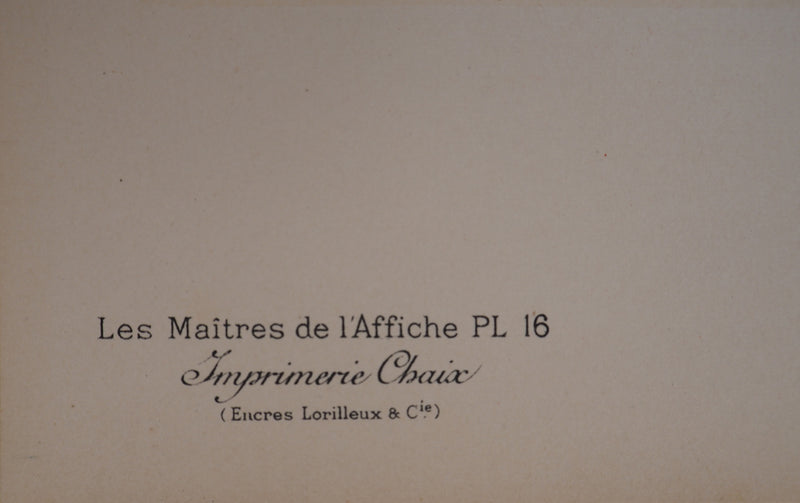 Les Maîtres de l'Affiche PL 16
Imprimerie Chaix
(Encres Lorilleux & Cie)